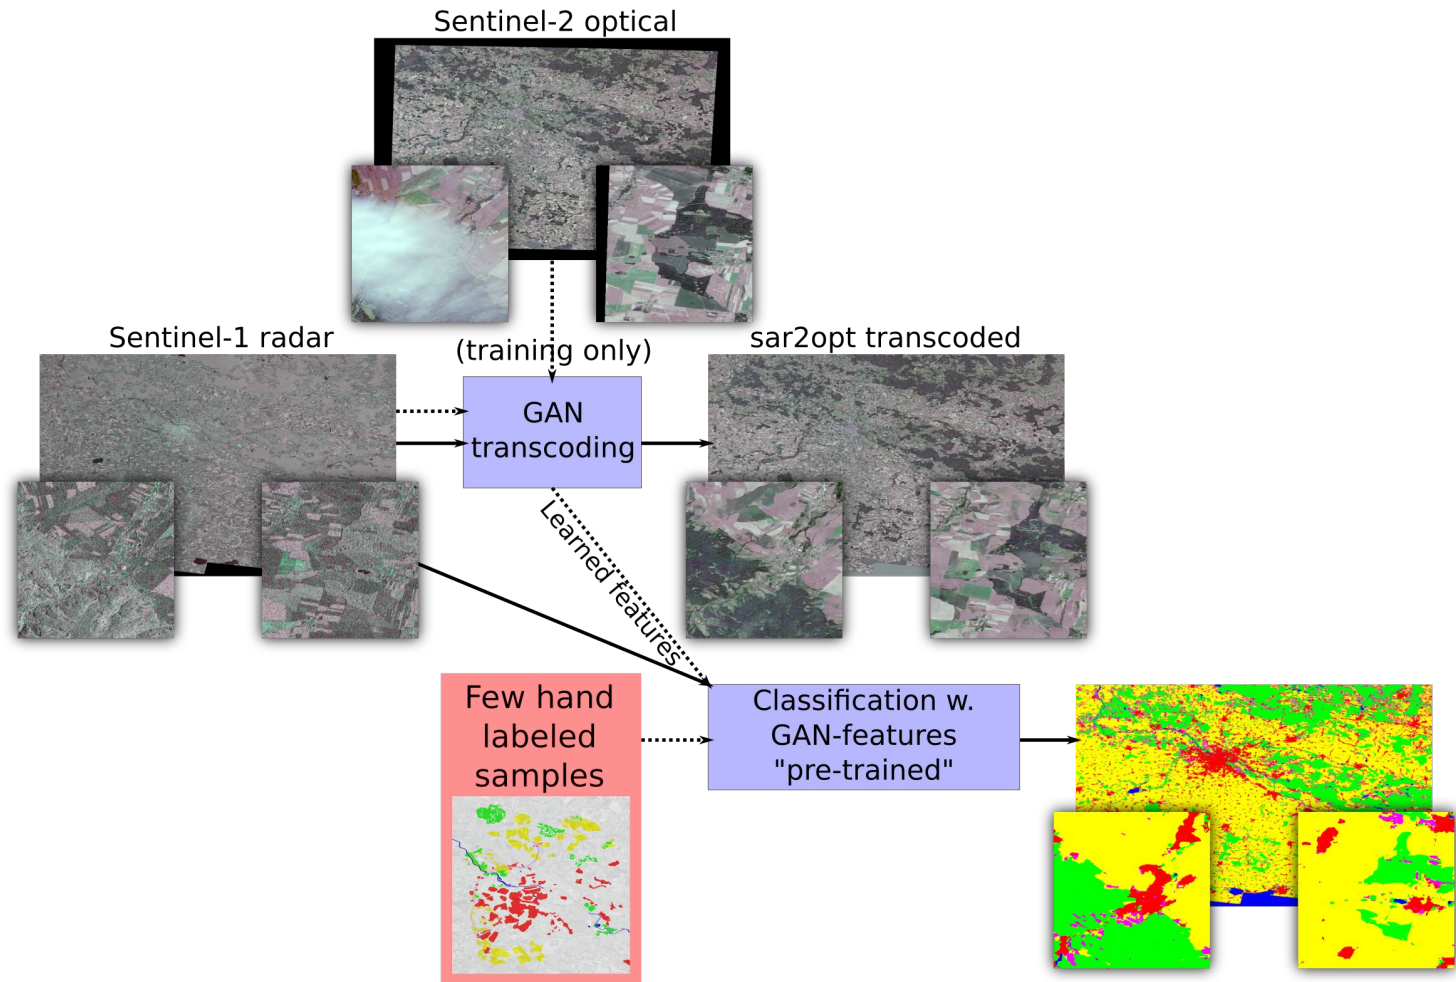 Sentinel-2 optical
Sentinel-1 radar
(training only)
sar2opt transcoded
GAN
transcoding
Learned features
Few hand
labeled
samples
Classification w.
GAN-features
"pre-trained"